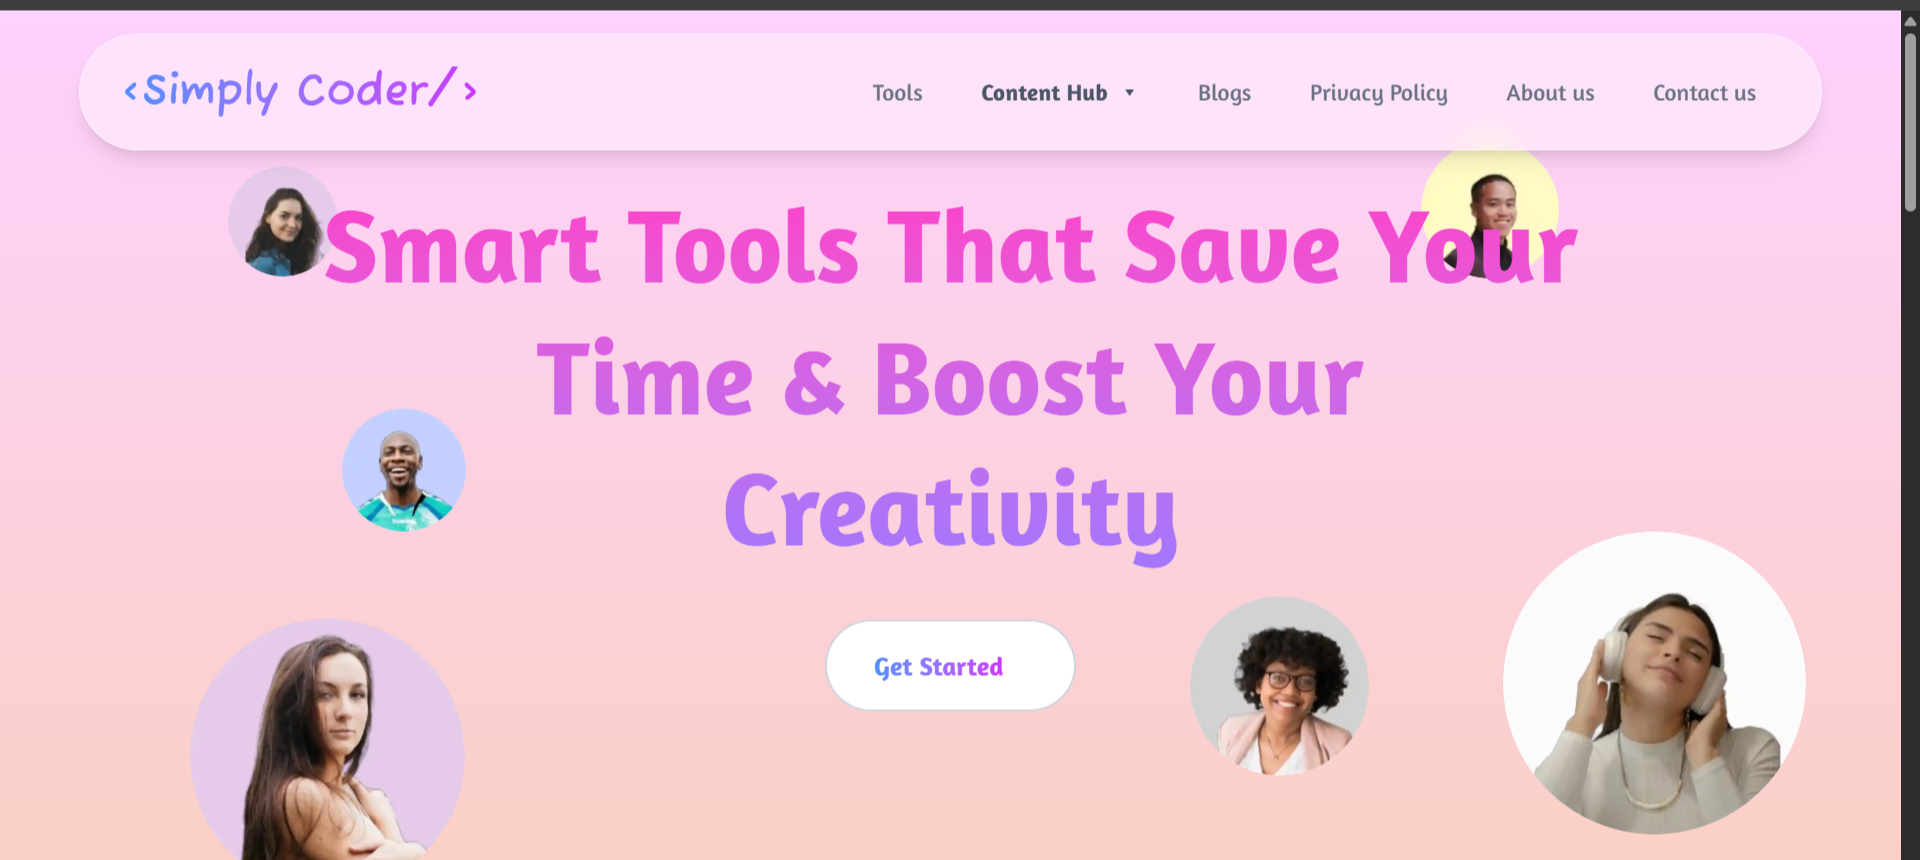 <Simply Coder/>
Tools
Content Hub
Blogs
Privacy Policy
About us
Contact us
Smart Tools That Save Your
Time & Boost Your
Creativity
Get Started